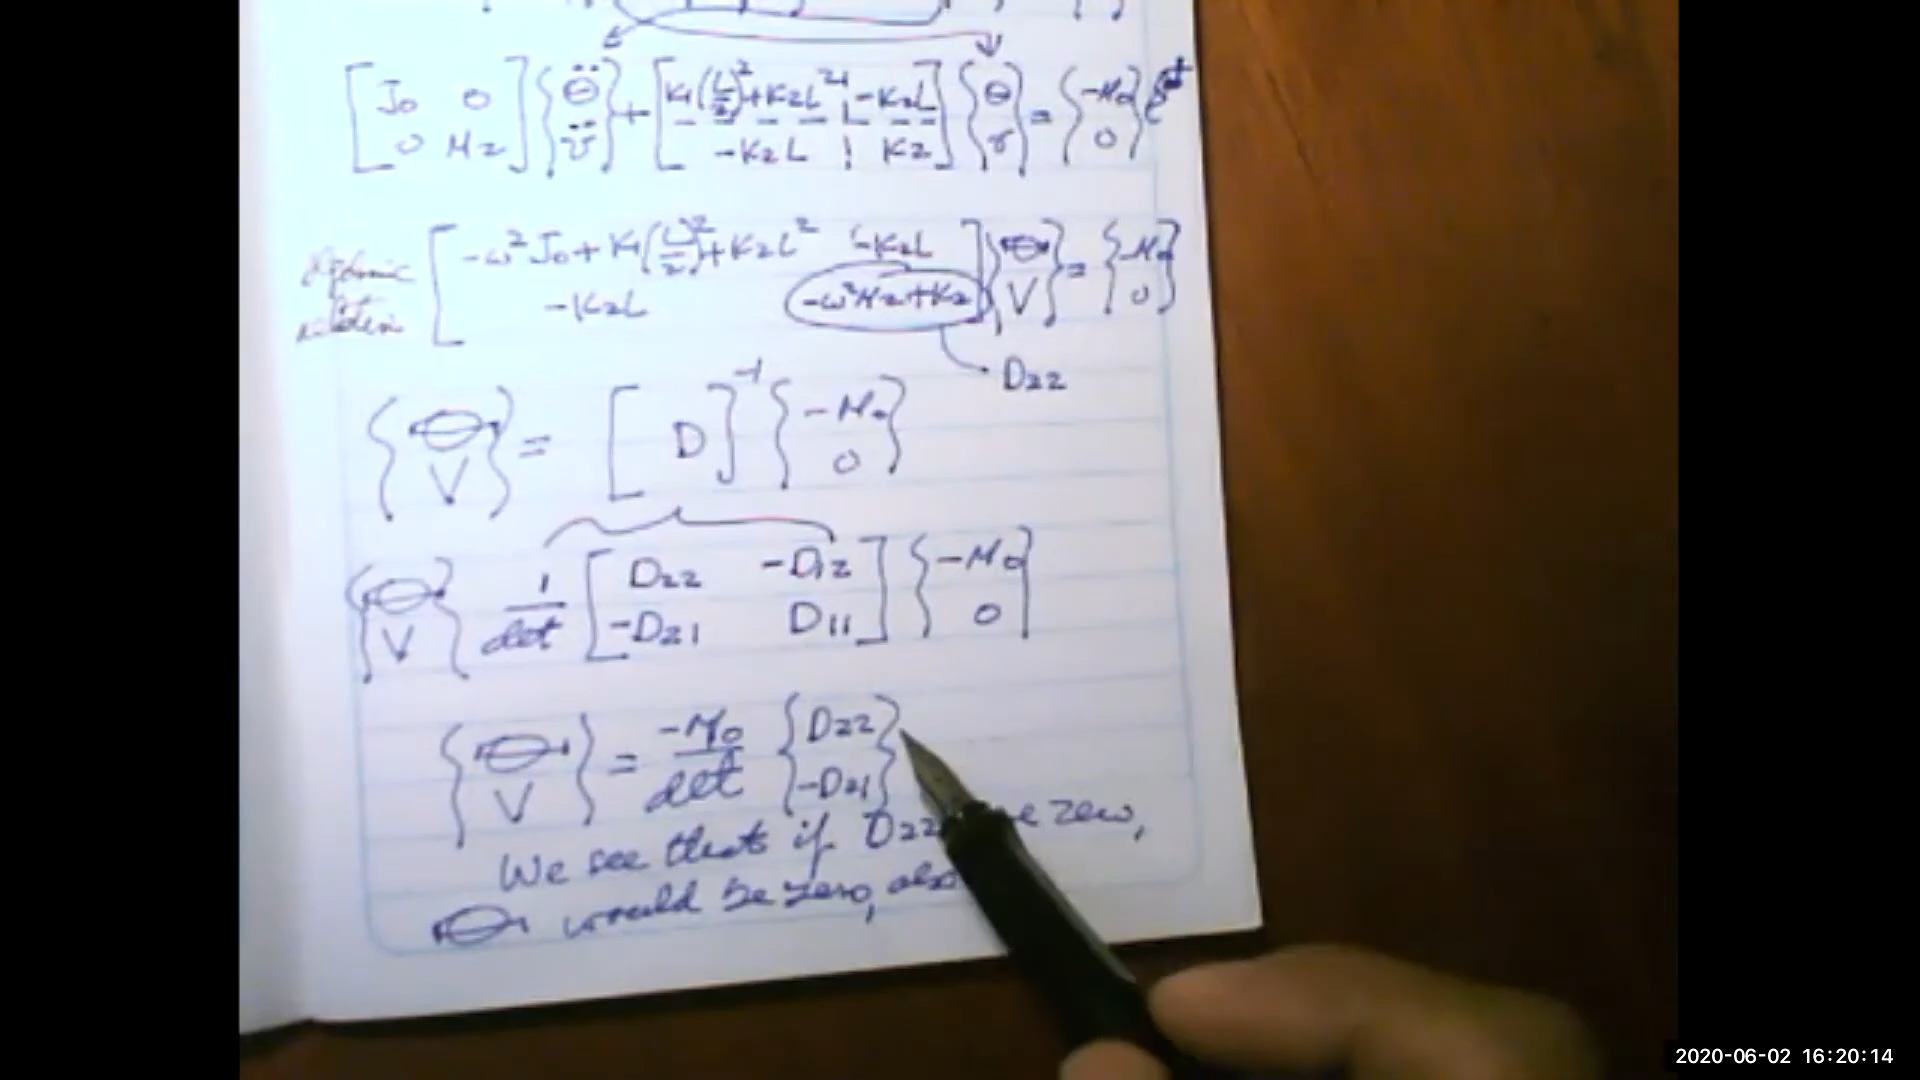 [J₀ 0; 0 M₂] {θ̈; v̈} + [K₁(L/2)²+K₂L² -K₂L; -K₂L K₂] {θ; v} = {-M₀; 0}
[-ω²J₀+K₁(L/2)²+K₂L² -K₂L; -K₂L -ω²M₂+K₂] {Θ; V} = {-M₀; 0}
D₂₂
{Θ; V} = [D]⁻¹ {-M₀; 0}
{Θ; V} 1/det [D₂₂ -D₁₂; -D₂₁ D₁₁] {-M₀; 0}
{Θ; V} = -M₀/det {D₂₂; -D₂₁}
We see that if D₂₂ zero,
Θ would be zero, also
2020-06-02 16:20:14